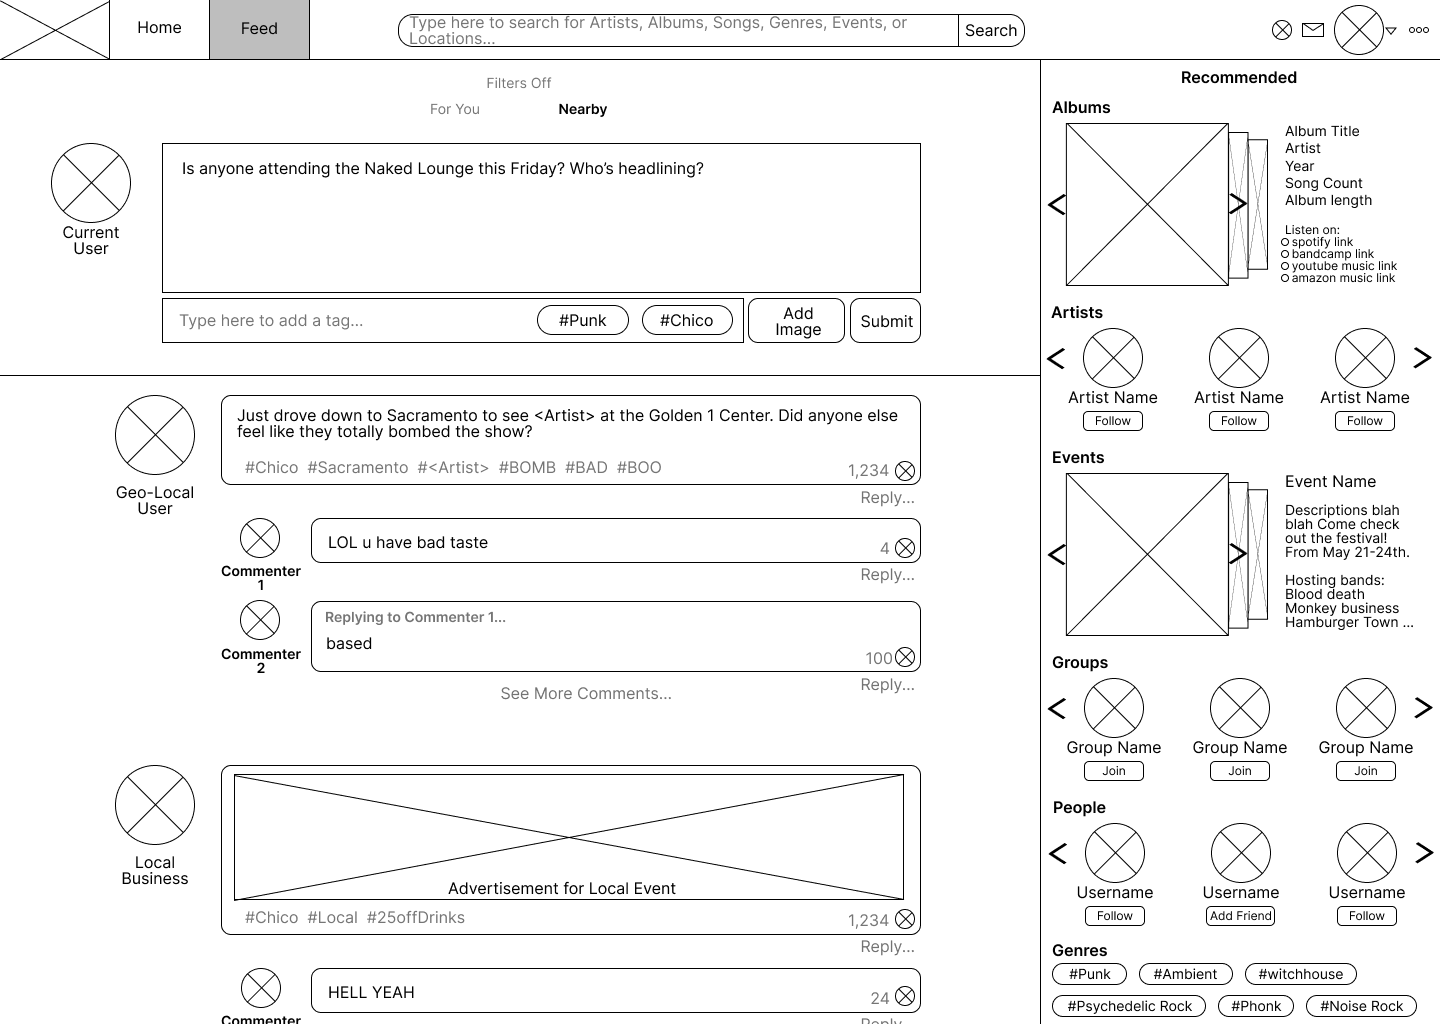 Home
Feed
Type here to search for Artists, Albums, Songs, Genres, Events, or
Locations...
Search
Filters Off
For You
Nearby
Current
User
Is anyone attending the Naked Lounge this Friday? Who’s headlining?
Type here to add a tag...
#Punk
#Chico
Add
Image
Submit
Geo-Local
User
Just drove down to Sacramento to see <Artist> at the Golden 1 Center. Did anyone else
feel like they totally bombed the show?
#Chico #Sacramento #<Artist> #BOMB #BAD #BOO
1,234
Reply...
Commenter
1
LOL u have bad taste
4
Reply...
Commenter
2
Replying to Commenter 1...
based
100
Reply...
See More Comments...
Local
Business
Advertisement for Local Event
#Chico #Local #25offDrinks
1,234
Reply...
Commenter
HELL YEAH
24
Reply...
Recommended
Albums
Album Title
Artist
Year
Song Count
Album length
Listen on:
spotify link
bandcamp link
youtube music link
amazon music link
Artists
Artist Name
Follow
Artist Name
Follow
Artist Name
Follow
Events
Event Name
Descriptions blah
blah Come check
out the festival!
From May 21-24th.
Hosting bands:
Blood death
Monkey business
Hamburger Town ...
Groups
Group Name
Join
Group Name
Join
Group Name
Join
People
Username
Follow
Username
Add Friend
Username
Follow
Genres
#Punk
#Ambient
#witchhouse
#Psychedelic Rock
#Phonk
#Noise Rock